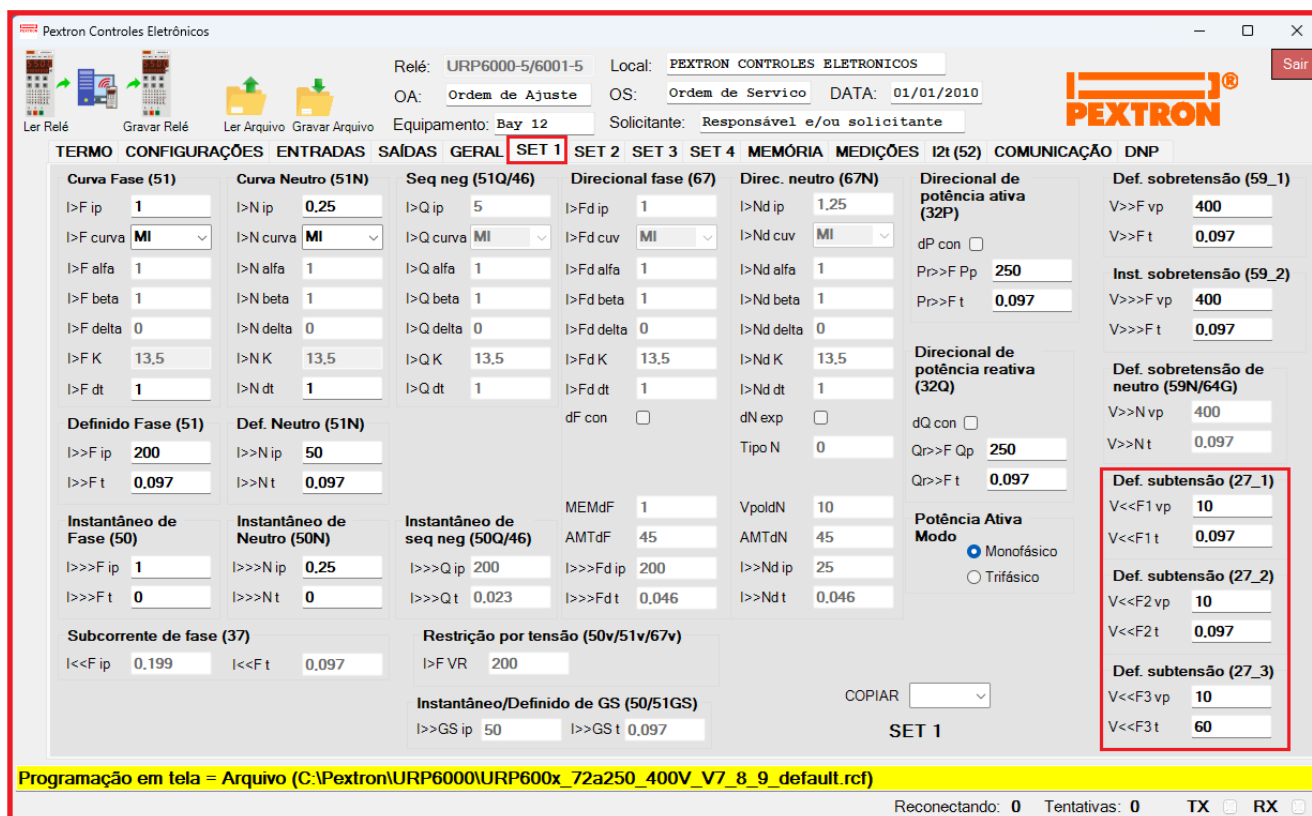 Pextron Controles Eletrônicos
Ler Relé
Gravar Relé
Ler Arquivo
Gravar Arquivo
Relé: URP6000-5/6001-5
Local: PEXTRON CONTROLES ELETRONICOS
OA: Ordem de Ajuste
OS: Ordem de Servico
DATA: 01/01/2010
Equipamento: Bay 12
Solicitante: Responsável e/ou solicitante
PEXTRON ®
Sair
TERMO CONFIGURAÇÕES ENTRADAS SAÍDAS GERAL SET 1 SET 2 SET 3 SET 4 MEMÓRIA MEDIÇÕES I2t (52) COMUNICAÇÃO DNP
Curva Fase (51)
I>F ip 1
I>F curva MI
I>F alfa 1
I>F beta 1
I>F delta 0
I>F K 13,5
I>F dt 1
Curva Neutro (51N)
I>N ip 0,25
I>N curva MI
I>N alfa 1
I>N beta 1
I>N delta 0
I>N K 13,5
I>N dt 1
Seq neg (51Q/46)
I>Q ip 5
I>Q curva MI
I>Q alfa 1
I>Q beta 1
I>Q delta 0
I>Q K 13,5
I>Q dt 1
Direcional fase (67)
I>Fd ip 1
I>Fd cuv MI
I>Fd alfa 1
I>Fd beta 1
I>Fd delta 0
I>Fd K 13,5
I>Fd dt 1
dF con
MEMdF 1
AMTdF 45
I>>>Fd ip 200
I>>>Fd t 0,046
Direc. neutro (67N)
I>Nd ip 1,25
I>Nd cuv MI
I>Nd alfa 1
I>Nd beta 1
I>Nd delta 0
I>Nd K 13,5
I>Nd dt 1
dN exp
Tipo N 0
VpoldN 10
AMTdN 45
I>>Nd ip 25
I>>Nd t 0,046
Direcional de
potência ativa
(32P)
dP con
Pr>>F Pp 250
Pr>>F t 0,097
Direcional de
potência reativa
(32Q)
dQ con
Qr>>F Qp 250
Qr>>F t 0,097
Potência Ativa
Modo
Monofásico
Trifásico
Def. sobretensão (59_1)
V>>F vp 400
V>>F t 0,097
Inst. sobretensão (59_2)
V>>>F vp 400
V>>>F t 0,097
Def. sobretensão de
neutro (59N/64G)
V>>N vp 400
V>>N t 0,097
Def. subtensão (27_1)
V<<F1 vp 10
V<<F1 t 0,097
Def. subtensão (27_2)
V<<F2 vp 10
V<<F2 t 0,097
Def. subtensão (27_3)
V<<F3 vp 10
V<<F3 t 60
Definido Fase (51)
I>>F ip 200
I>>F t 0,097
Def. Neutro (51N)
I>>N ip 50
I>>N t 0,097
Instantâneo de
Fase (50)
I>>>F ip 1
I>>>F t 0
Instantâneo de
Neutro (50N)
I>>>N ip 0,25
I>>>N t 0
Instantâneo de
seq neg (50Q/46)
I>>>Q ip 200
I>>>Q t 0,023
Subcorrente de fase (37)
I<<F ip 0,199
I<<F t 0,097
Restrição por tensão (50v/51v/67v)
I>F VR 200
Instantâneo/Definido de GS (50/51GS)
I>>GS ip 50
I>>GS t 0,097
COPIAR
SET 1
Programação em tela = Arquivo (C:\Pextron\URP6000\URP600x_72a250_400V_V7_8_9_default.rcf)
Reconectando: 0 Tentativas: 0 TX RX